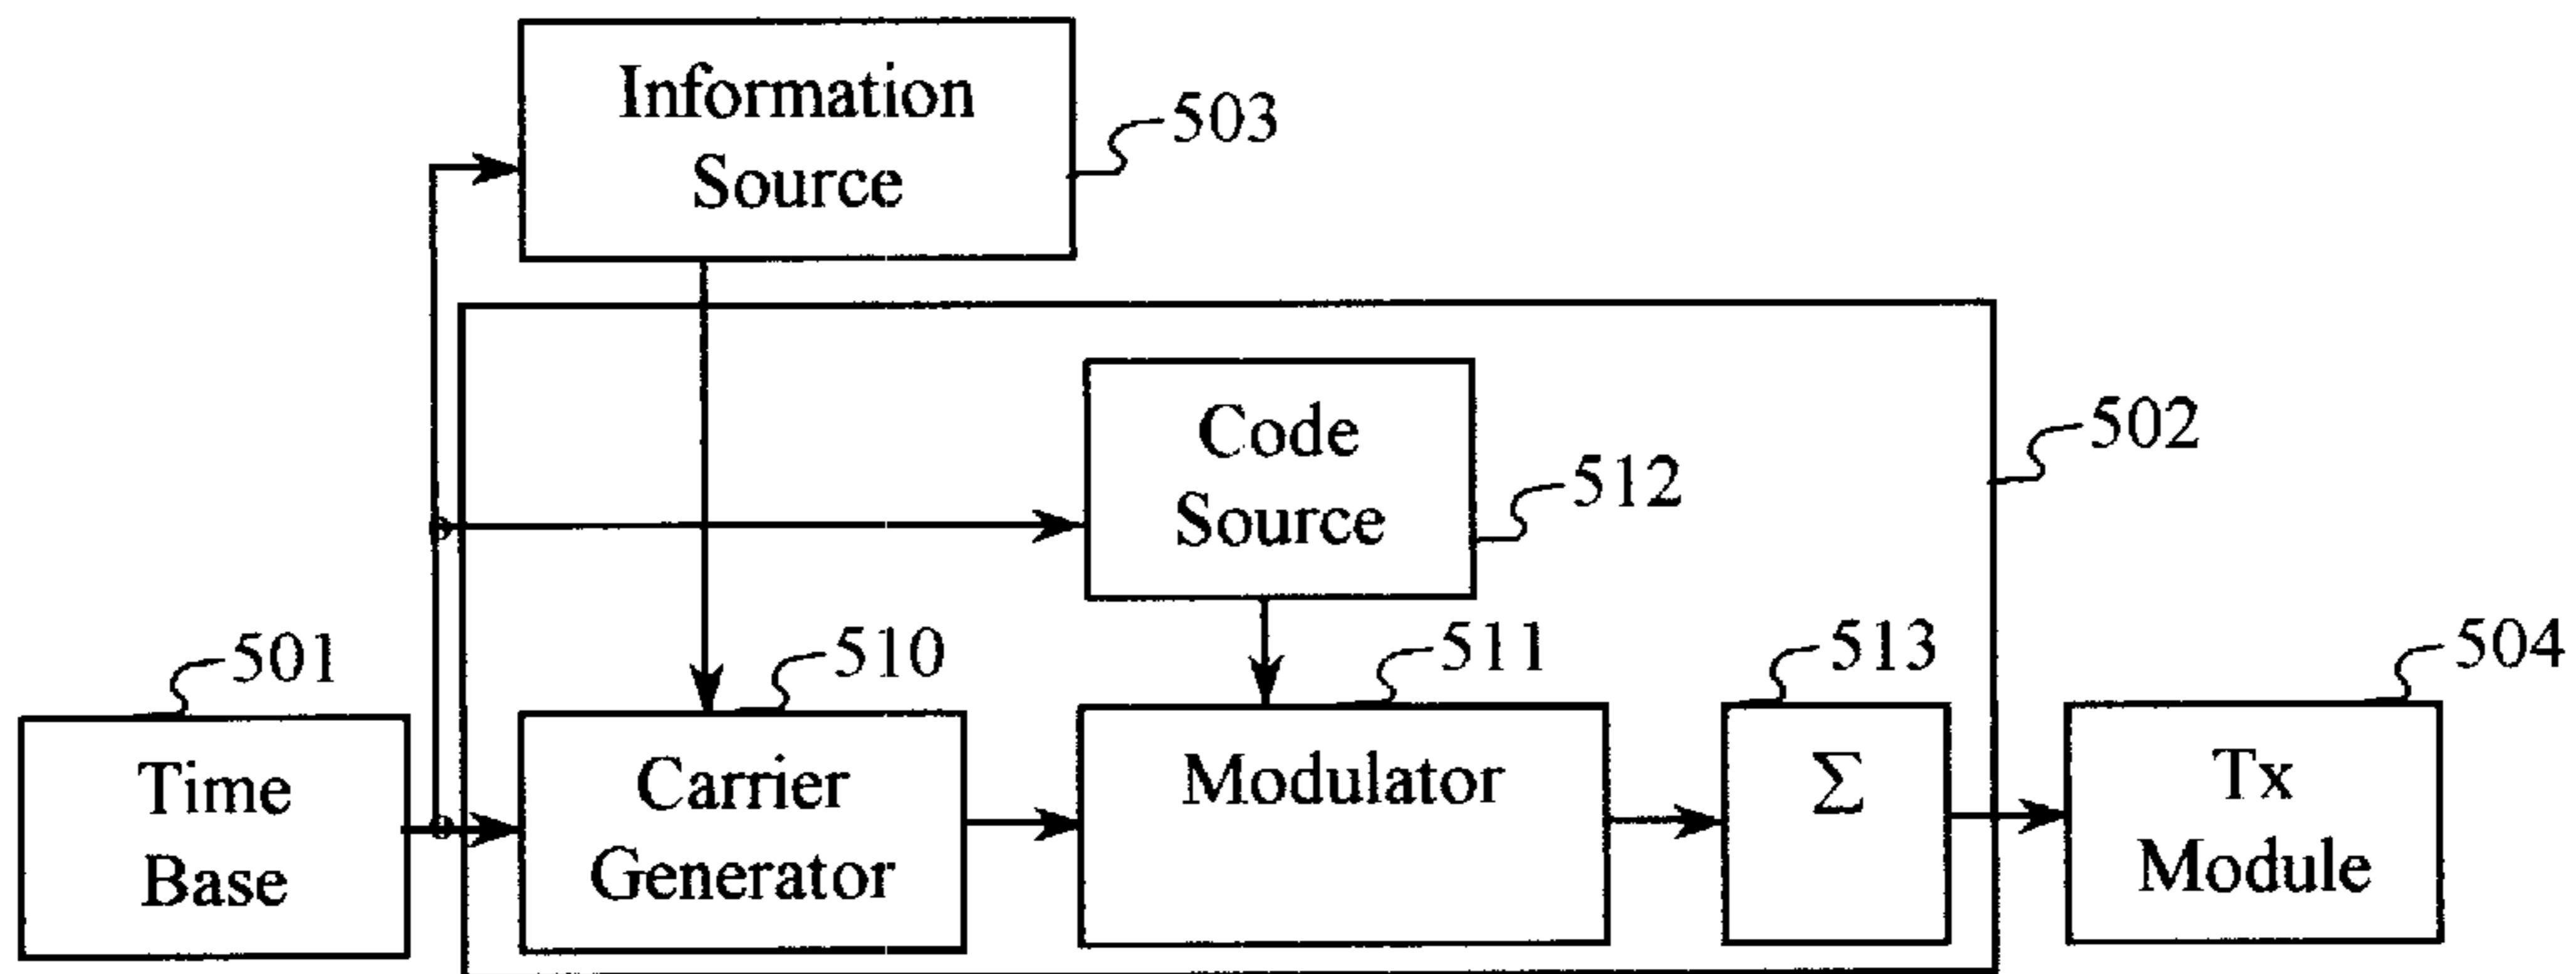 Information
Source
503
Code
Source
512
502
501
510
511
513
504
Time
Base
Carrier
Generator
Modulator
Σ
Tx
Module